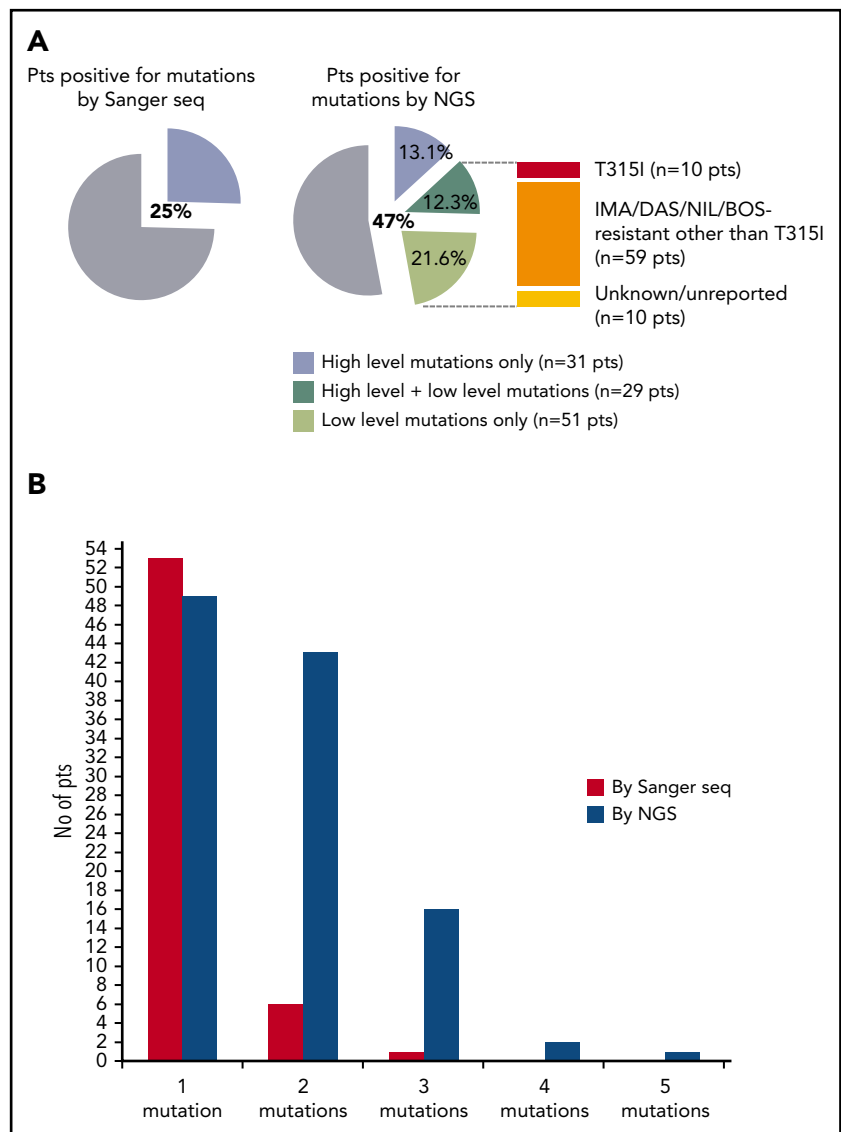 A
Pts positive for mutations
by Sanger seq
25%
Pts positive for
mutations by NGS
13.1%
12.3%
47%
21.6%
T315I (n=10 pts)
IMA/DAS/NIL/BOS-
resistant other than T315I
(n=59 pts)
Unknown/unreported
(n=10 pts)
High level mutations only (n=31 pts)
High level + low level mutations (n=29 pts)
Low level mutations only (n=51 pts)
B
No of pts
54
52
50
48
46
44
42
40
38
36
34
32
30
28
26
24
22
20
18
16
14
12
10
8
6
4
2
0
By Sanger seq
By NGS
1
mutation
2
mutations
3
mutations
4
mutations
5
mutations